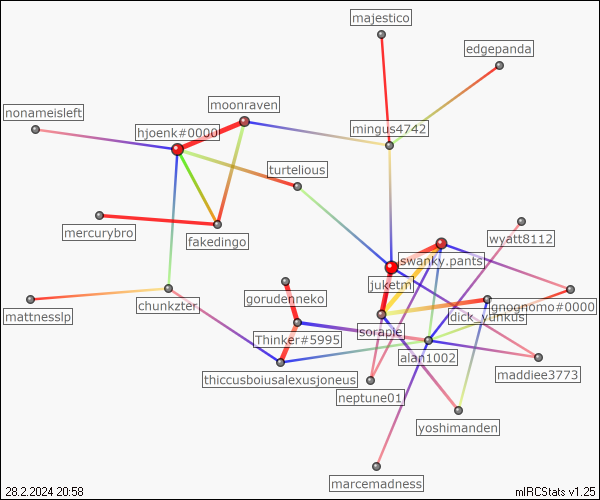 majestico
edgepanda
moonraven
nonameisleft
hjoenk#0000
mingus4742
turtelious
mercurybro
fakedingo
wyatt8112
swanky.pants
juketm
gorudenneko
chunkzter
mattnesslp
gnognomo#0000
dick_yunkus
sorapie
Thinker#5995
alan1002
maddiee3773
thiccusboiusalexusjoneus
neptune01
yoshimanden
marcemadness
28.2.2024 20:58
mIRCStats v1.25